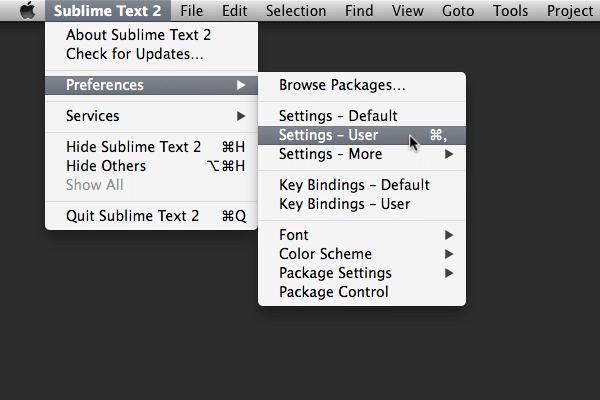 Sublime Text 2 File Edit Selection Find View Goto Tools Project
About Sublime Text 2
Check for Updates...
Preferences ▶
Services ▶
Hide Sublime Text 2 ⌘H
Hide Others ⌥⌘H
Show All
Quit Sublime Text 2 ⌘Q
Browse Packages...
Settings – Default
Settings – User ⌘,
Settings – More ▶
Key Bindings – Default
Key Bindings – User
Font ▶
Color Scheme ▶
Package Settings ▶
Package Control